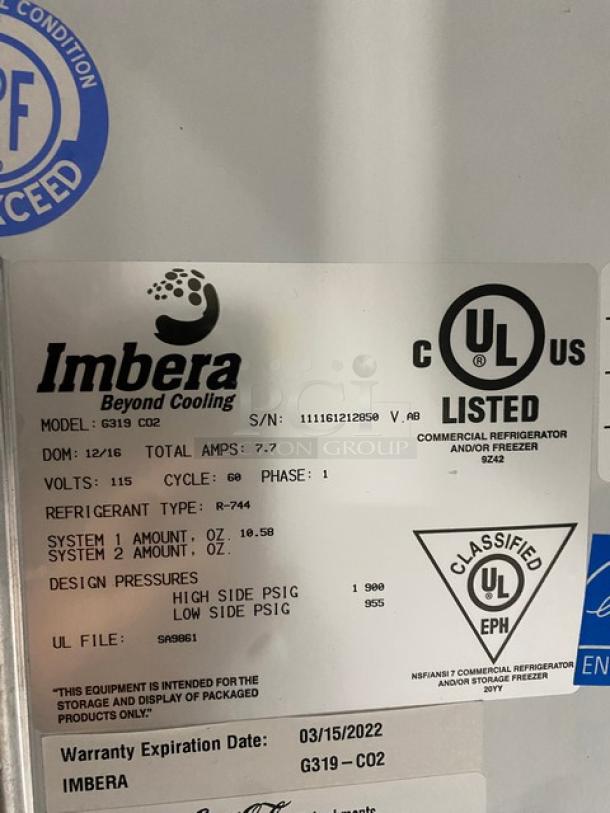 CONDITION
PF
XCEED
Imbera
Beyond Cooling
MODEL: G319 CO2 S/N: 111161212850 V.AB
DOM: 12/16 TOTAL AMPS: 7.7
VOLTS: 115 CYCLE: 60 PHASE: 1
REFRIGERANT TYPE: R-744
SYSTEM 1 AMOUNT, OZ. 10.58
SYSTEM 2 AMOUNT, OZ.
DESIGN PRESSURES
HIGH SIDE PSIG 1 900
LOW SIDE PSIG 955
UL FILE: SA9861
"THIS EQUIPMENT IS INTENDED FOR THE
STORAGE AND DISPLAY OF PACKAGED
PRODUCTS ONLY."
C UL US
®
LISTED
COMMERCIAL REFRIGERATOR
AND/OR FREEZER
9Z42
CLASSIFIED
UL
®
EPH
NSF/ANSI 7 COMMERCIAL REFRIGERATOR
AND/OR STORAGE FREEZER
20YY
EN
Warranty Expiration Date: 03/15/2022
IMBERA G319-CO2